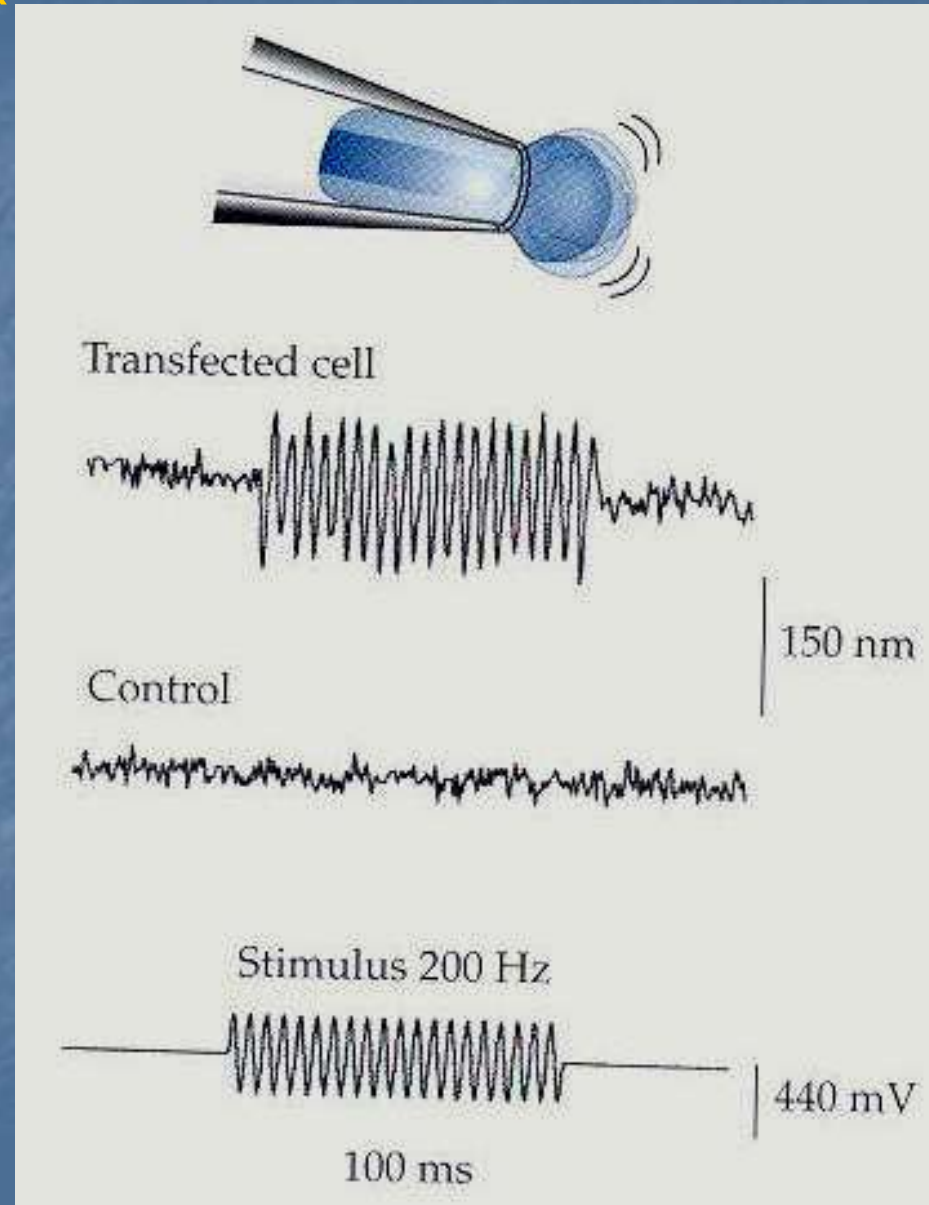 Transfected cell
150 nm
Control
Stimulus 200 Hz
440 mV
100 ms